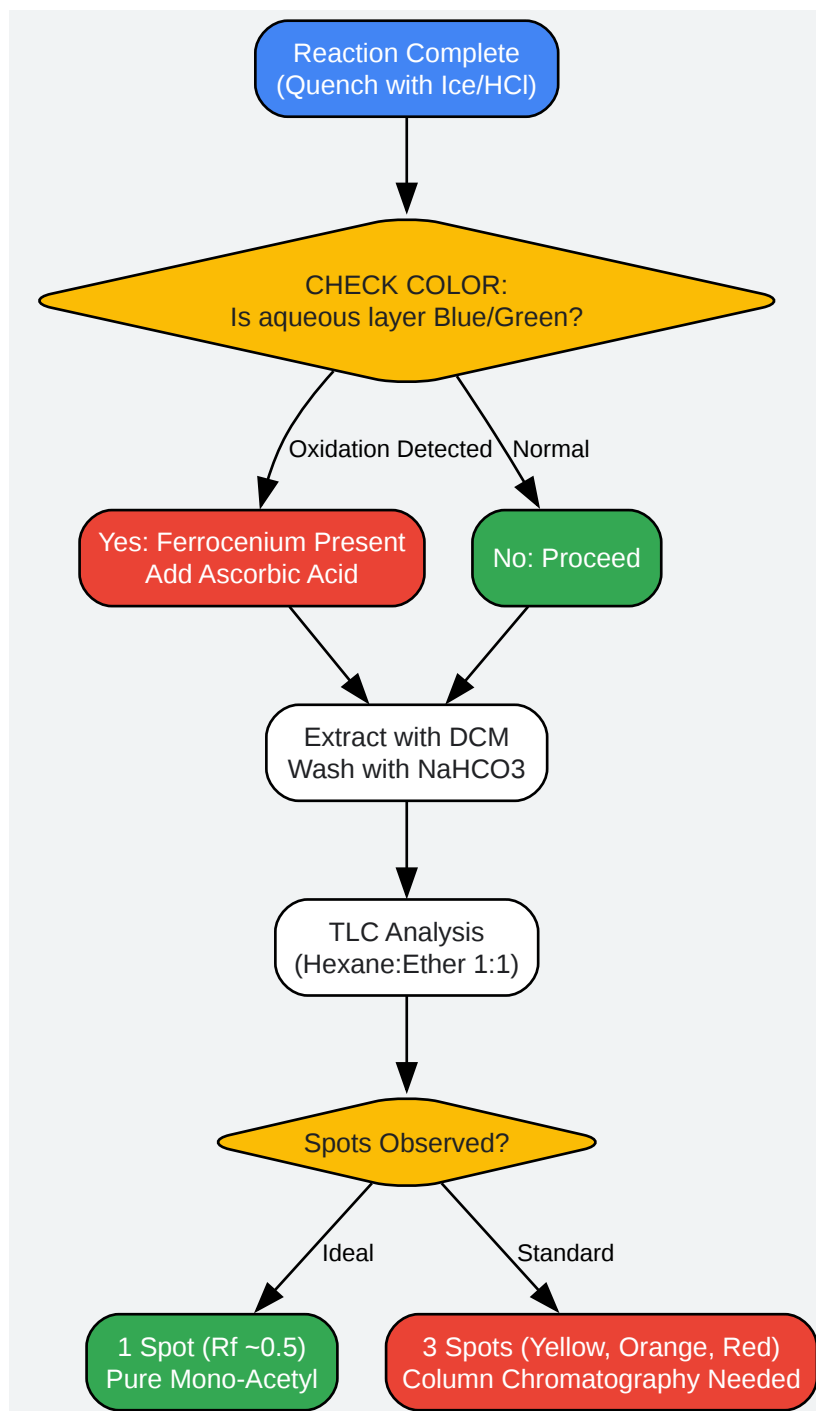 Reaction Complete
(Quench with Ice/HCl)
CHECK COLOR:
Is aqueous layer Blue/Green?
Oxidation Detected
Normal
Yes: Ferrocenium Present
Add Ascorbic Acid
No: Proceed
Extract with DCM
Wash with NaHCO3
TLC Analysis
(Hexane:Ether 1:1)
Spots Observed?
Ideal
Standard
1 Spot (Rf ~0.5)
Pure Mono-Acetyl
3 Spots (Yellow, Orange, Red)
Column Chromatography Needed